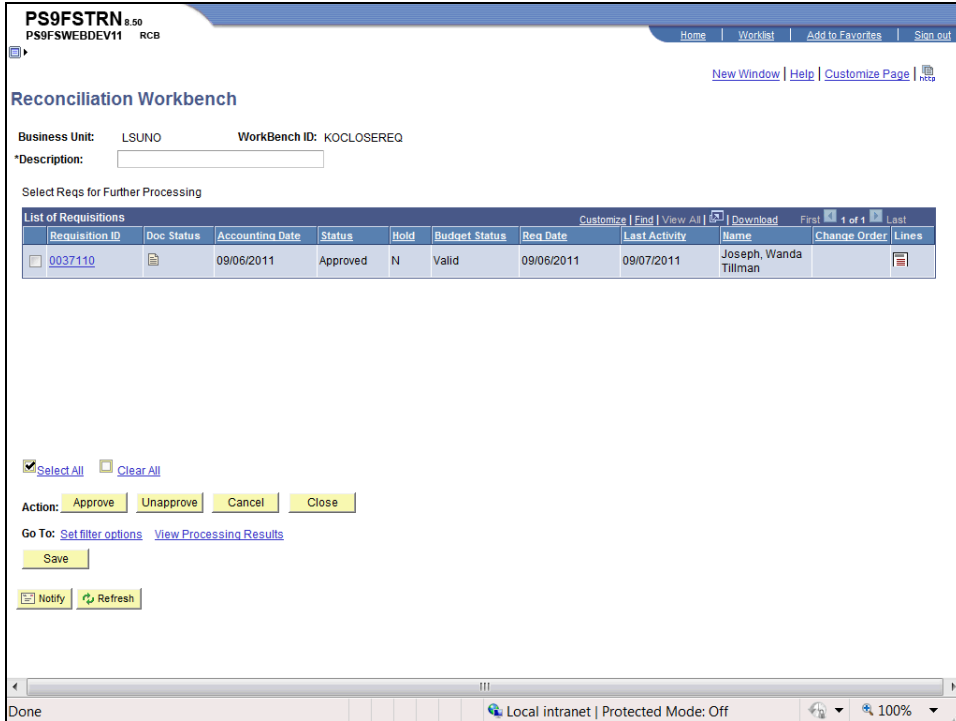 PS9FSTRN 8.50
PS9FSWEBDEV11 RCB
Home | Worklist | Add to Favorites | Sign out
New Window | Help | Customize Page | http
Reconciliation Workbench
Business Unit: LSUNO WorkBench ID: KOCLOSEREQ
*Description:
Select Reqs for Further Processing
List of Requisitions Customize | Find | View All | Download First 1 of 1 Last
Requisition ID Doc Status Accounting Date Status Hold Budget Status Req Date Last Activity Name Change Order Lines
0037110 09/06/2011 Approved N Valid 09/06/2011 09/07/2011 Joseph, Wanda
Tillman
Select All Clear All
Action: Approve Unapprove Cancel Close
Go To: Set filter options View Processing Results
Save
Notify Refresh
Done Local intranet | Protected Mode: Off 100%